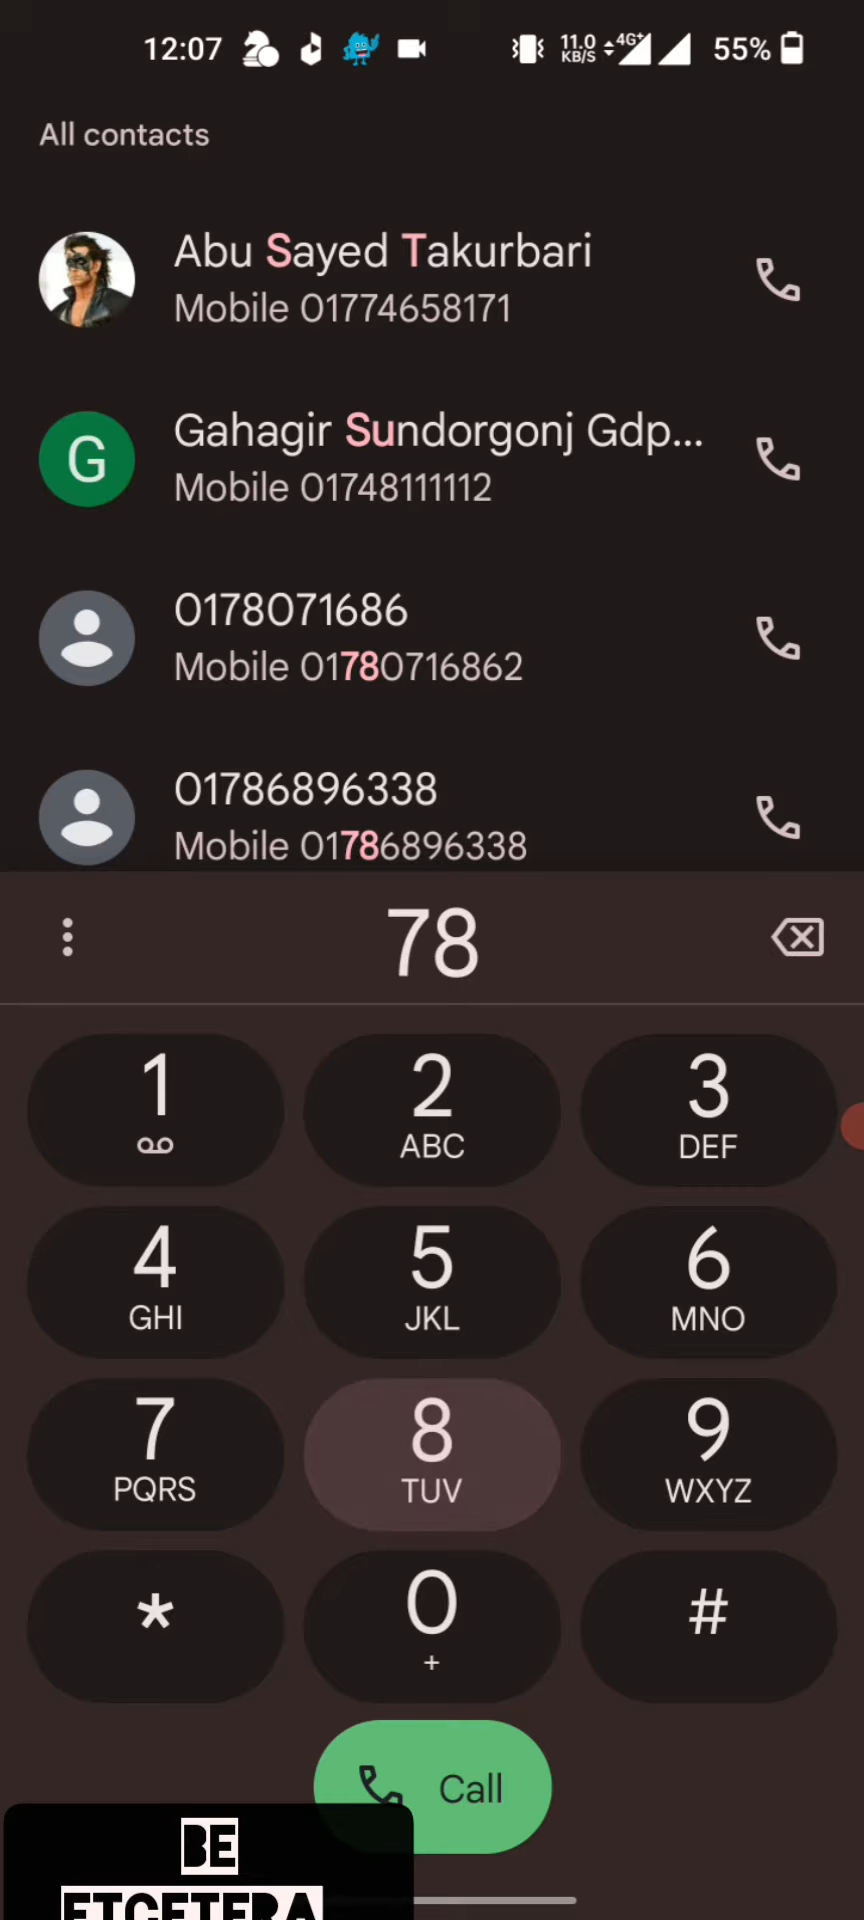 12:07 11.0 KB/S 4G+ 55%
All contacts
Abu Sayed Takurbari
Mobile 01774658171
Gahagir Sundorgonj Gdp...
Mobile 01748111112
G
0178071686
Mobile 01780716862
01786896338
Mobile 01786896338
78
1 2 3
ABC DEF
4 5 6
GHI JKL MNO
7 8 9
PQRS TUV WXYZ
* 0 #
+
Call
BE
ETCETERA